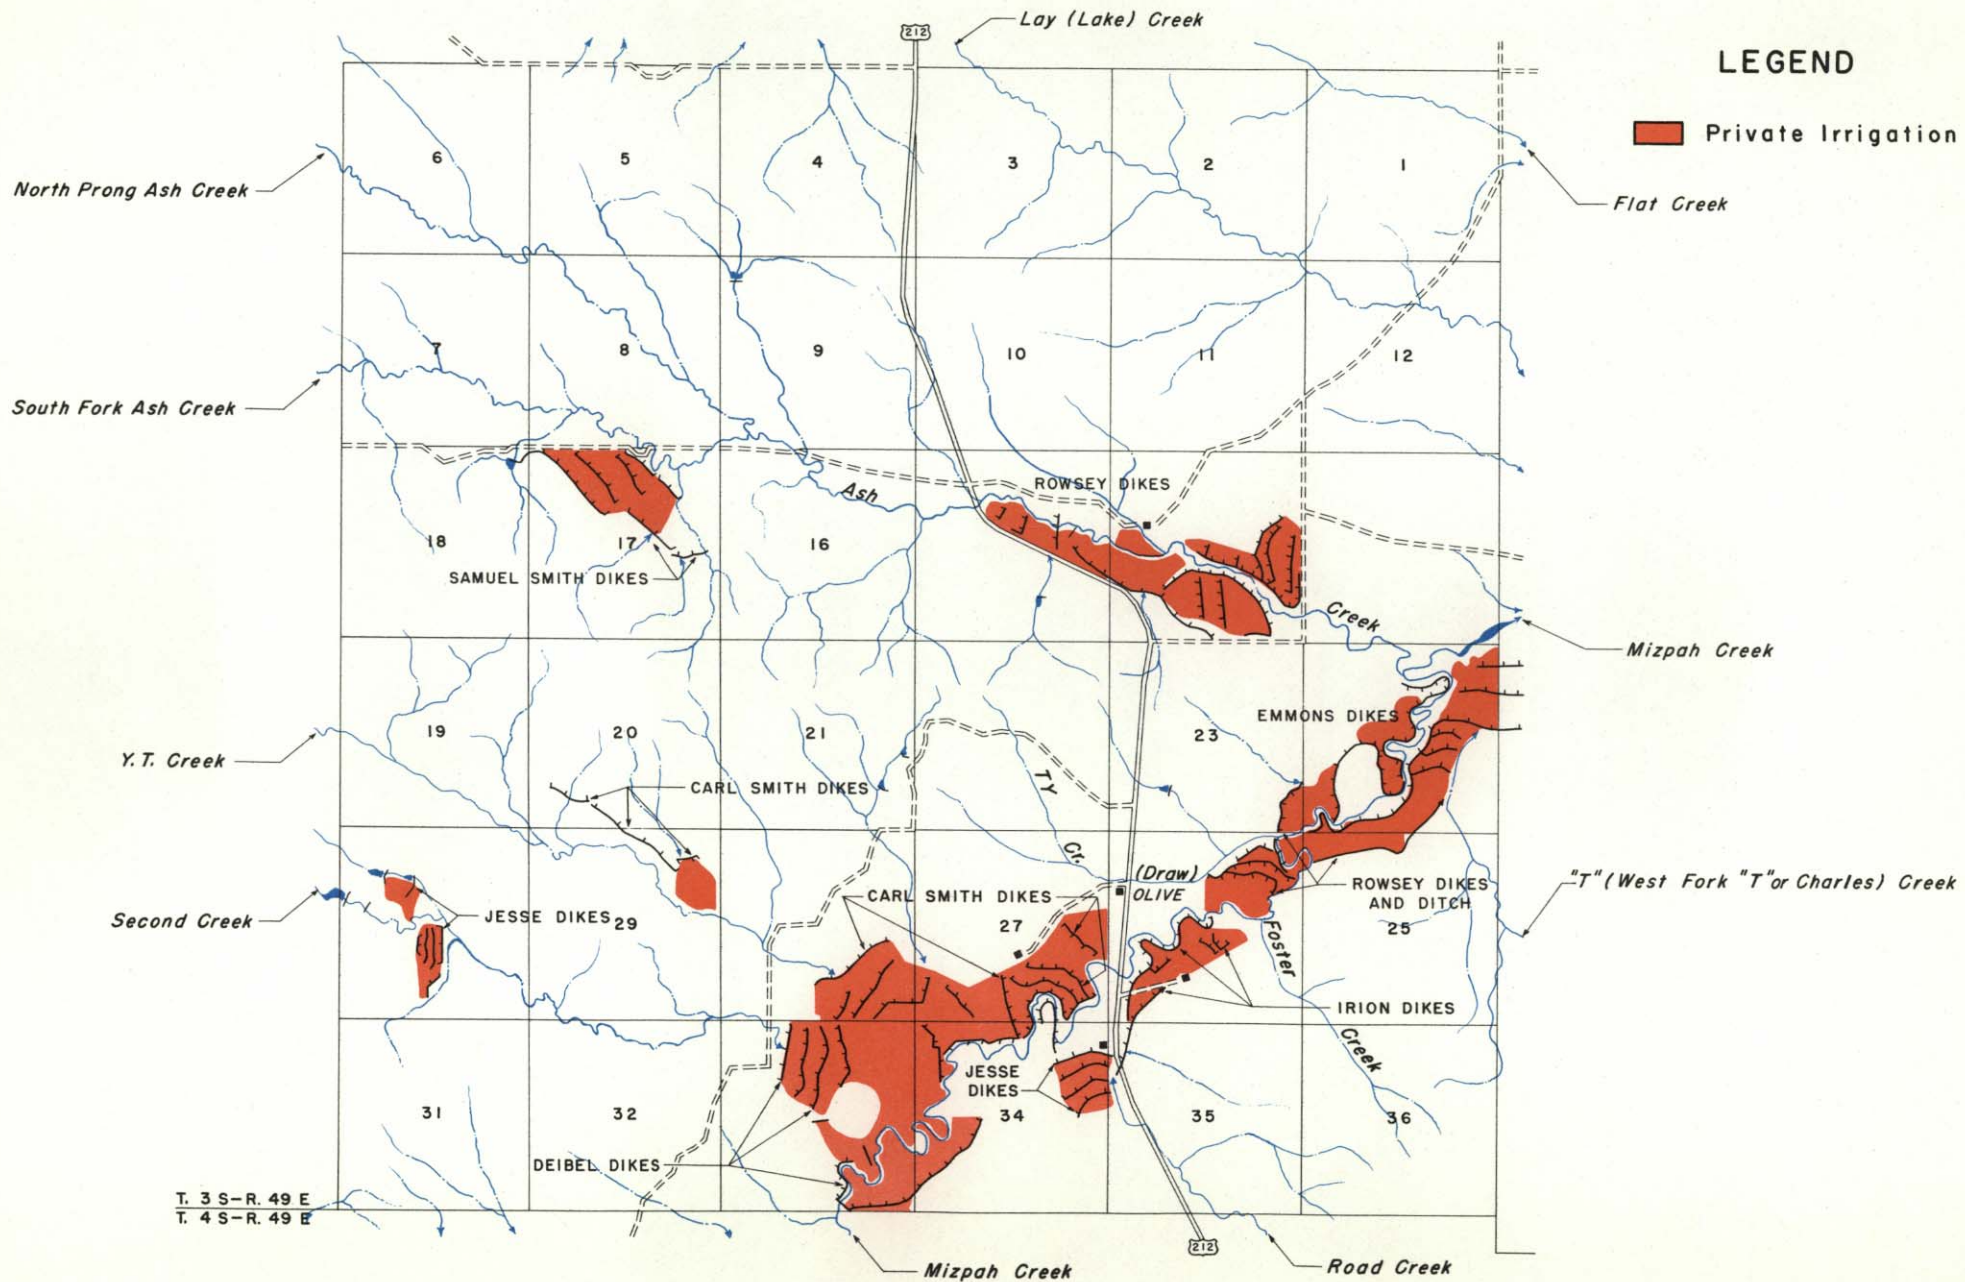 212
Lay (Lake) Creek
LEGEND
Private Irrigation
6
5
4
3
2
1
North Prong Ash Creek
Flat Creek
7
8
9
10
11
12
South Fork Ash Creek
ROWSEY DIKES
Ash
18
17
16
SAMUEL SMITH DIKES
Creek
Mizpah Creek
EMMONS DIKES
19
20
21
23
Y.T. Creek
TY
CARL SMITH DIKES
Cr.
(Draw)
OLIVE
ROWSEY DIKES
AND DITCH
"T" (West Fork "T" or Charles) Creek
CARL SMITH DIKES
Second Creek
JESSE DIKES
29
27
25
Foster
IRION DIKES
Creek
JESSE
DIKES
31
32
34
35
36
DEIBEL DIKES
T. 3 S-R. 49 E
T. 4 S-R. 49 E
212
Mizpah Creek
Road Creek